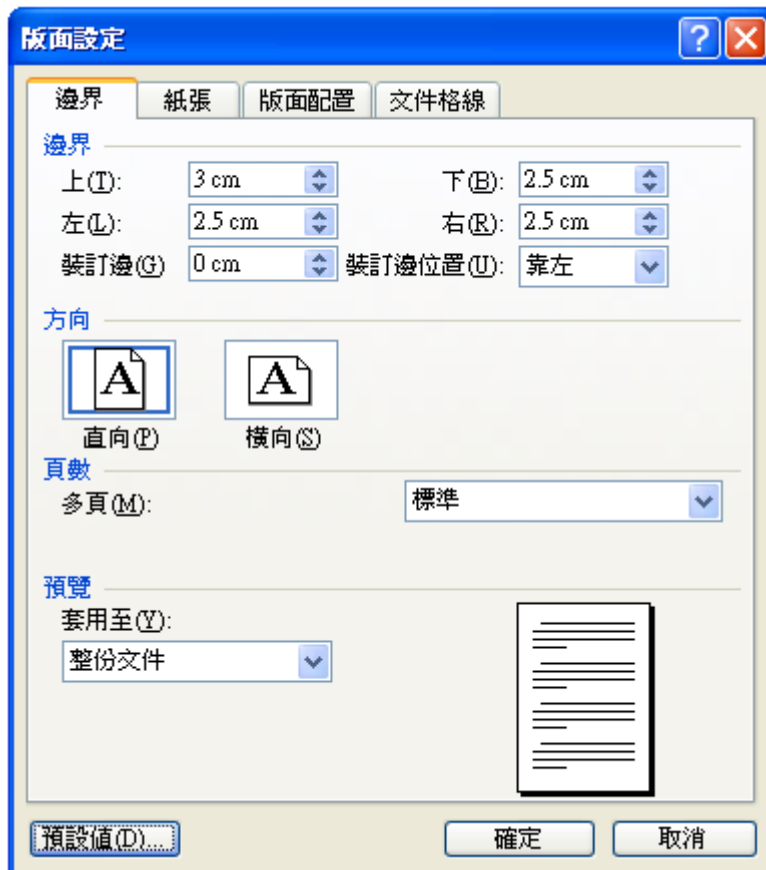 版面設定
邊界 紙張 版面配置 文件格線
邊界
上(T): 3 cm 下(B): 2.5 cm
左(L): 2.5 cm 右(R): 2.5 cm
裝訂邊(G) 0 cm 裝訂邊位置(U): 靠左
方向
A A
直向(P) 橫向(S)
頁數
多頁(M): 標準
預覽
套用至(Y):
整份文件
預設值(D)... 確定 取消